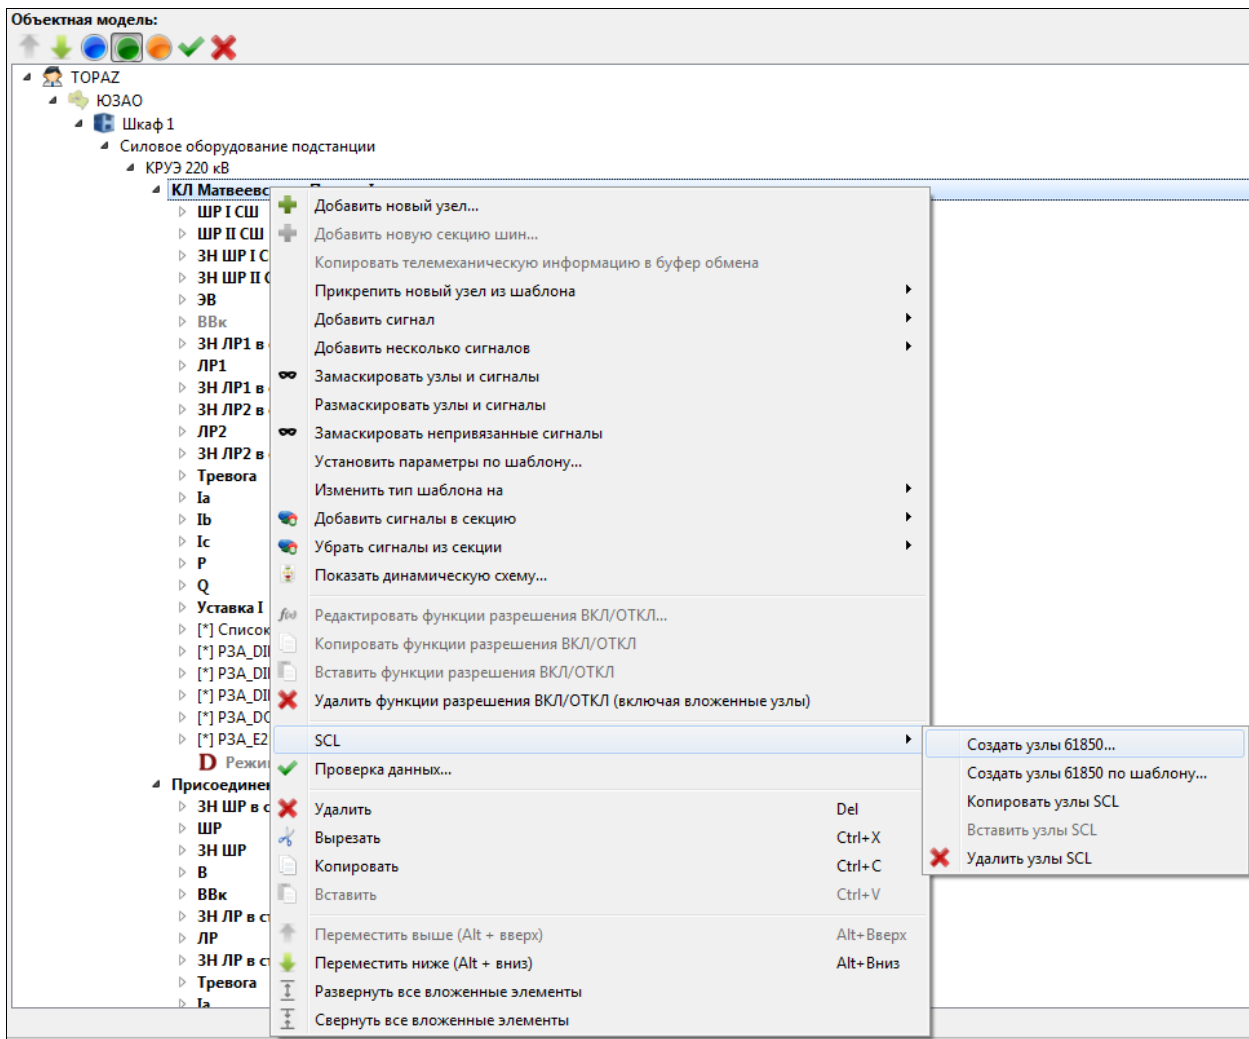 Объектная модель:
TOPAZ
ЮЗАО
Шкаф 1
Силовое оборудование подстанции
КРУЭ 220 кВ
КЛ Матвеевс
ШР I СШ
ШР II СШ
ЗН ШР I С
ЗН ШР II С
ЭВ
ВВк
ЗН ЛР1 в
ЛР1
ЗН ЛР1 в
ЗН ЛР2 в
ЛР2
ЗН ЛР2 в
Тревога
Ia
Ib
Ic
P
Q
Уставка I
[*] Список
[*] РЗА_DI
[*] РЗА_DI
[*] РЗА_DI
[*] РЗА_DO
[*] РЗА_E2
D Режи
Присоединен
ЗН ШР в с
ШР
ЗН ШР
В
ВВк
ЗН ЛР в ст
ЛР
ЗН ЛР в ст
Тревога
Ia
Добавить новый узел...
Добавить новую секцию шин...
Копировать телемеханическую информацию в буфер обмена
Прикрепить новый узел из шаблона
Добавить сигнал
Добавить несколько сигналов
Замаскировать узлы и сигналы
Размаскировать узлы и сигналы
Замаскировать непривязанные сигналы
Установить параметры по шаблону...
Изменить тип шаблона на
Добавить сигналы в секцию
Убрать сигналы из секции
Показать динамическую схему...
f(x) Редактировать функции разрешения ВКЛ/ОТКЛ...
Копировать функции разрешения ВКЛ/ОТКЛ
Вставить функции разрешения ВКЛ/ОТКЛ
Удалить функции разрешения ВКЛ/ОТКЛ (включая вложенные узлы)
SCL
Проверка данных...
Удалить Del
Вырезать Ctrl+X
Копировать Ctrl+C
Вставить Ctrl+V
Переместить выше (Alt + вверх) Alt+Вверх
Переместить ниже (Alt + вниз) Alt+Вниз
Развернуть все вложенные элементы
Свернуть все вложенные элементы
Создать узлы 61850...
Создать узлы 61850 по шаблону...
Копировать узлы SCL
Вставить узлы SCL
Удалить узлы SCL